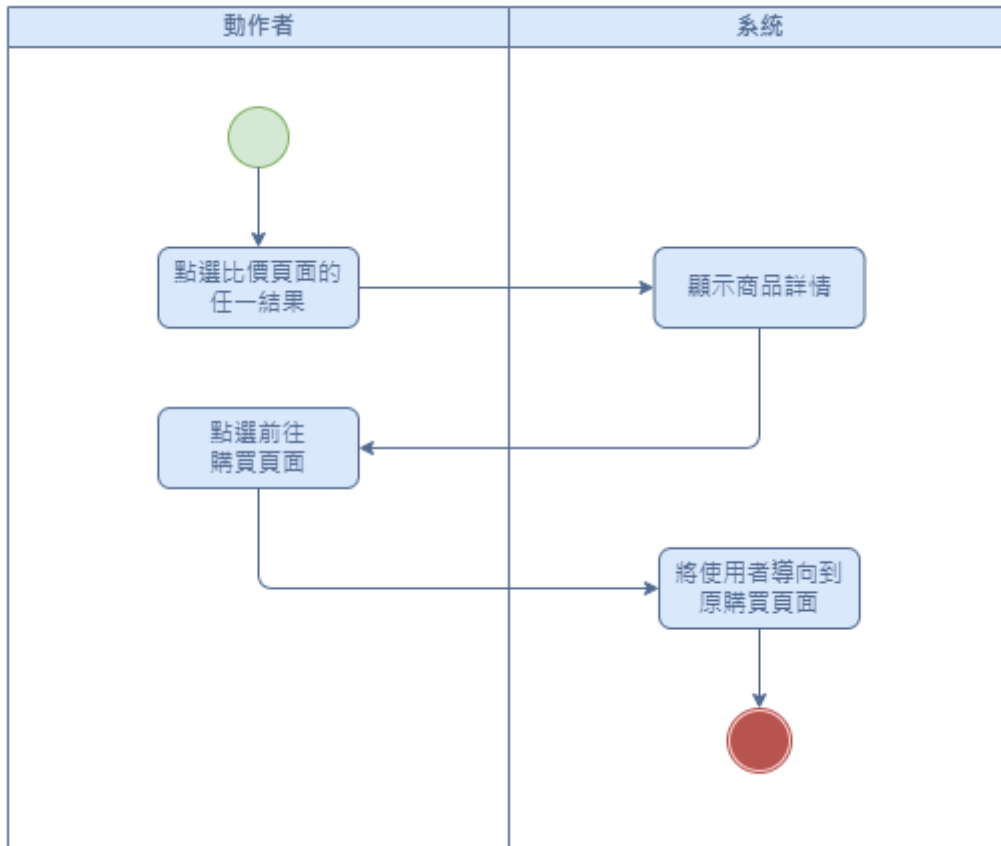 動作者
系統
點選比價頁面的
任一結果
顯示商品詳情
點選前往
購買頁面
將使用者導向到
原購買頁面